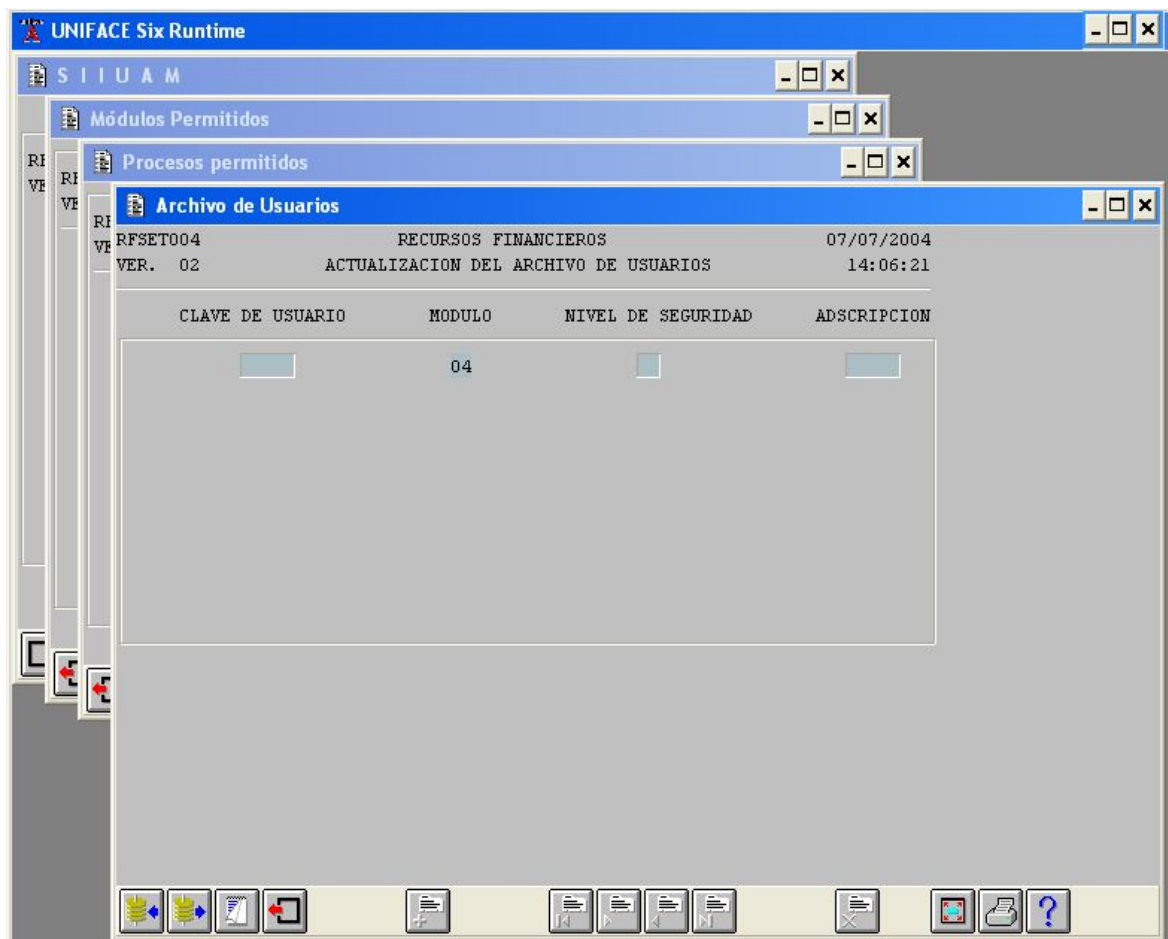 UNIFACE Six Runtime
S I I U A M
Módulos Permitidos
Procesos permitidos
Archivo de Usuarios
RFSET004 RECURSOS FINANCIEROS 07/07/2004
VER. 02 ACTUALIZACION DEL ARCHIVO DE USUARIOS 14:06:21
CLAVE DE USUARIO MODULO NIVEL DE SEGURIDAD ADSCRIPCION
04